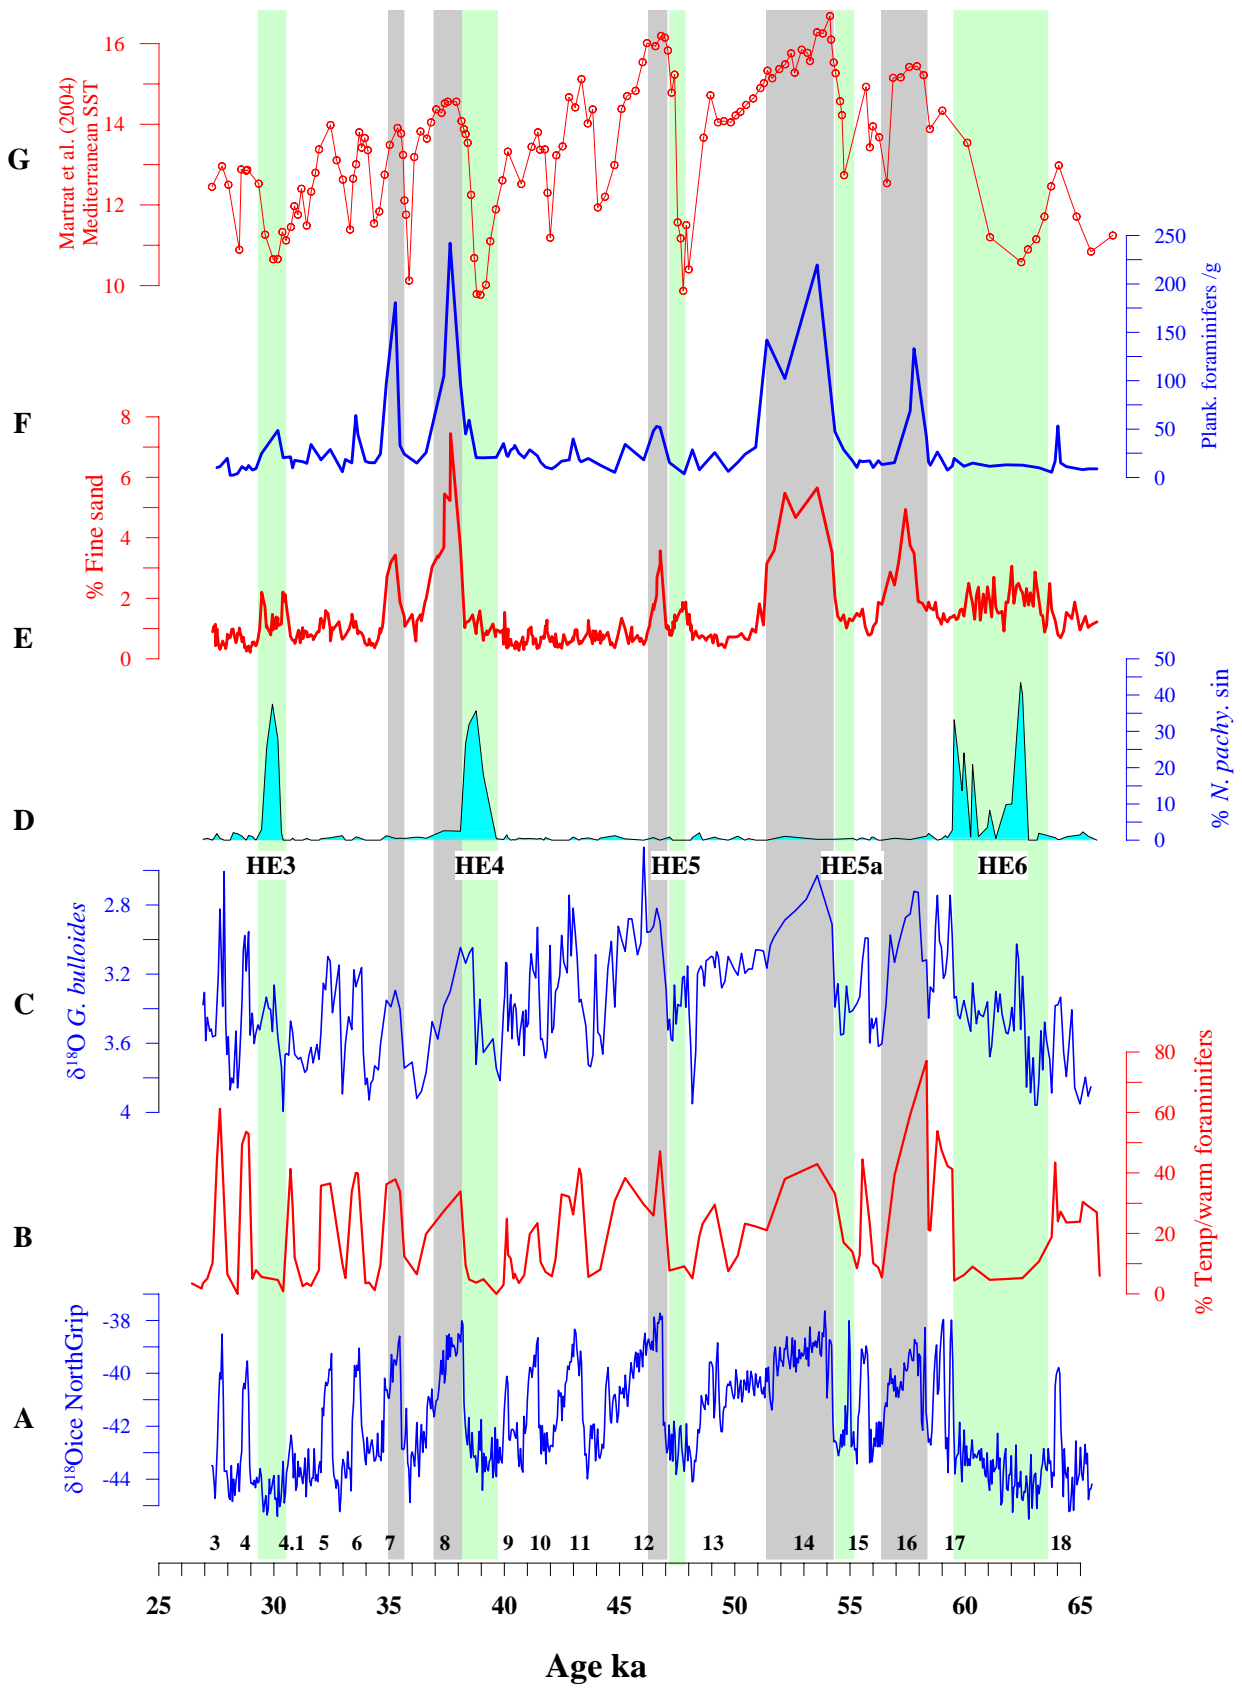 G
Martrat et al. (2004)
Mediterranean SST
16
14
12
10
250
200
150
100
50
0
Plank. foraminifers /g
F
8
6
4
2
0
% Fine sand
E
50
40
30
20
10
0
% N. pachy. sin
D
HE3
HE4
HE5
HE5a
HE6
2.8
3.2
3.6
4
δ18O G. bulloides
C
80
60
40
20
0
% Temp/warm foraminifers
B
-38
-40
-42
-44
δ18Oice NorthGrip
A
3 4 4.1 5 6 7 8 9 10 11 12 13 14 15 16 17 18
25 30 35 40 45 50 55 60 65
Age ka